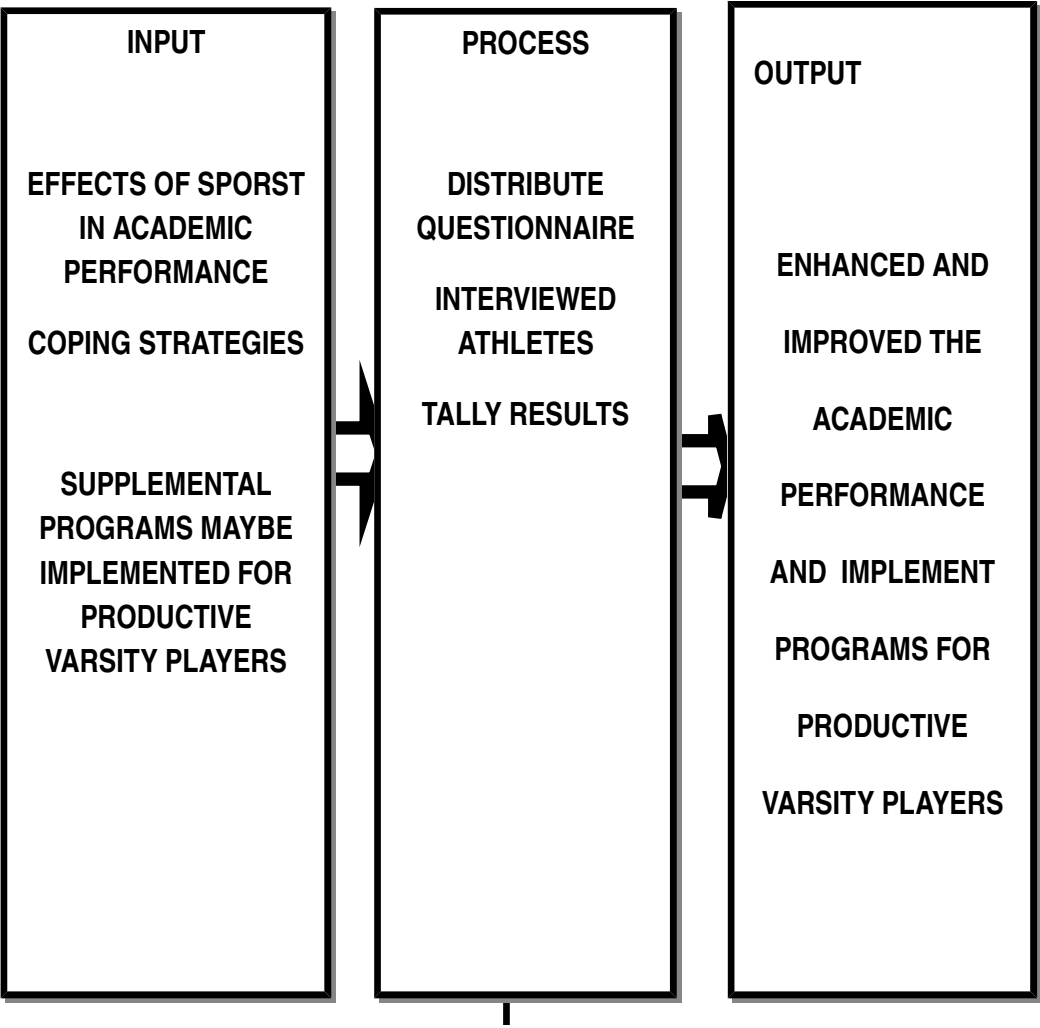 INPUT
EFFECTS OF SPORST
IN ACADEMIC
PERFORMANCE
COPING STRATEGIES
SUPPLEMENTAL
PROGRAMS MAYBE
IMPLEMENTED FOR
PRODUCTIVE
VARSITY PLAYERS
PROCESS
DISTRIBUTE
QUESTIONNAIRE
INTERVIEWED
ATHLETES
TALLY RESULTS
OUTPUT
ENHANCED AND
IMPROVED THE
ACADEMIC
PERFORMANCE
AND IMPLEMENT
PROGRAMS FOR
PRODUCTIVE
VARSITY PLAYERS